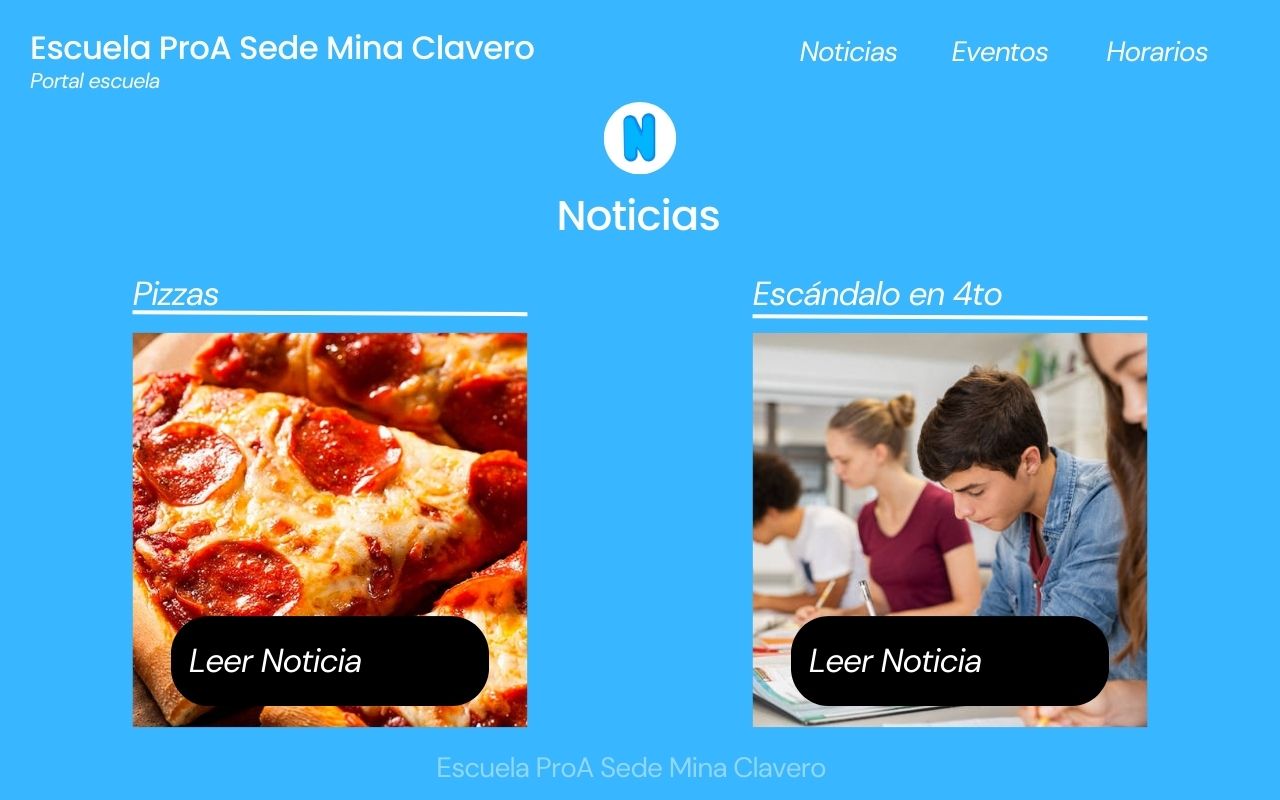 Escuela ProA Sede Mina Clavero
Portal escuela
Noticias Eventos Horarios
N
Noticias
Pizzas
Escándalo en 4to
Leer Noticia
Leer Noticia
Escuela ProA Sede Mina Clavero